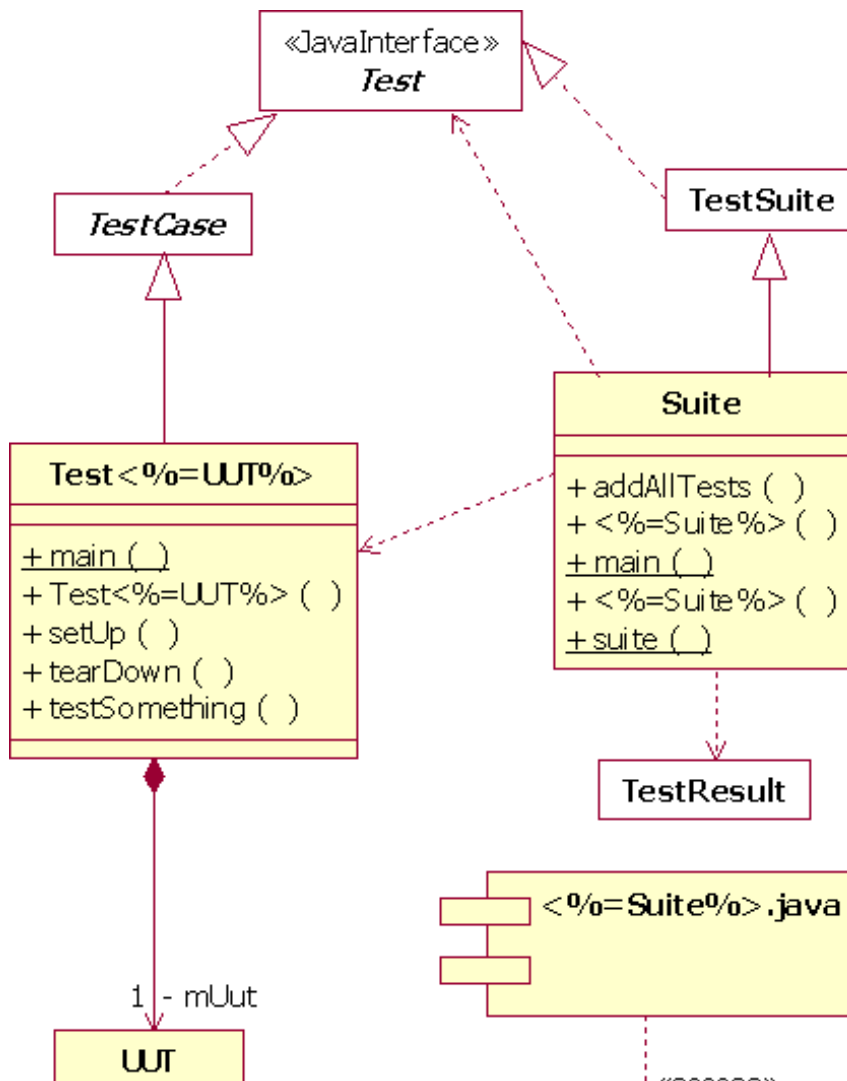 «JavaInterface»
Test
TestCase
TestSuite
Suite
+ addAllTests ( )
+ <%=Suite%> ( )
+ main ( )
+ <%=Suite%> ( )
+ suite ( )
Test<%=UUT%>
+ main ( )
+ Test<%=UUT%> ( )
+ setUp ( )
+ tearDown ( )
+ testSomething ( )
TestResult
<%=Suite%>.java
1 - mUut
UUT